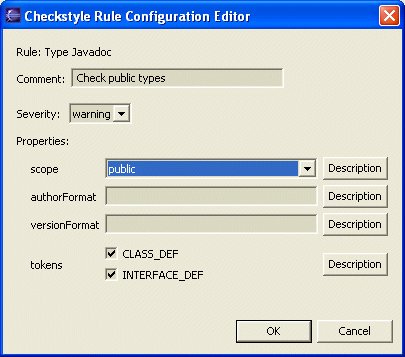 Checkstyle Rule Configuration Editor
Rule: Type Javadoc
Comment: Check public types
Severity: warning
Properties:
scope public Description
authorFormat Description
versionFormat Description
tokens CLASS_DEF
INTERFACE_DEF Description
OK Cancel